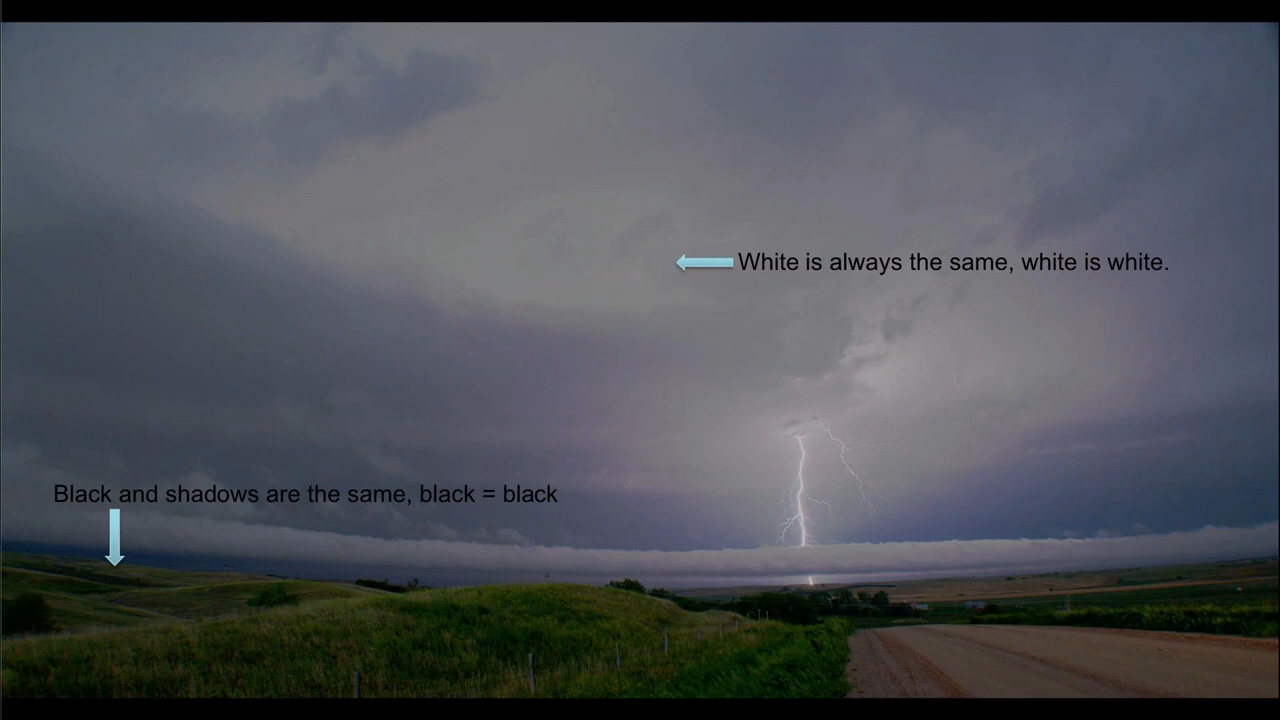 White is always the same, white is white.
Black and shadows are the same, black = black